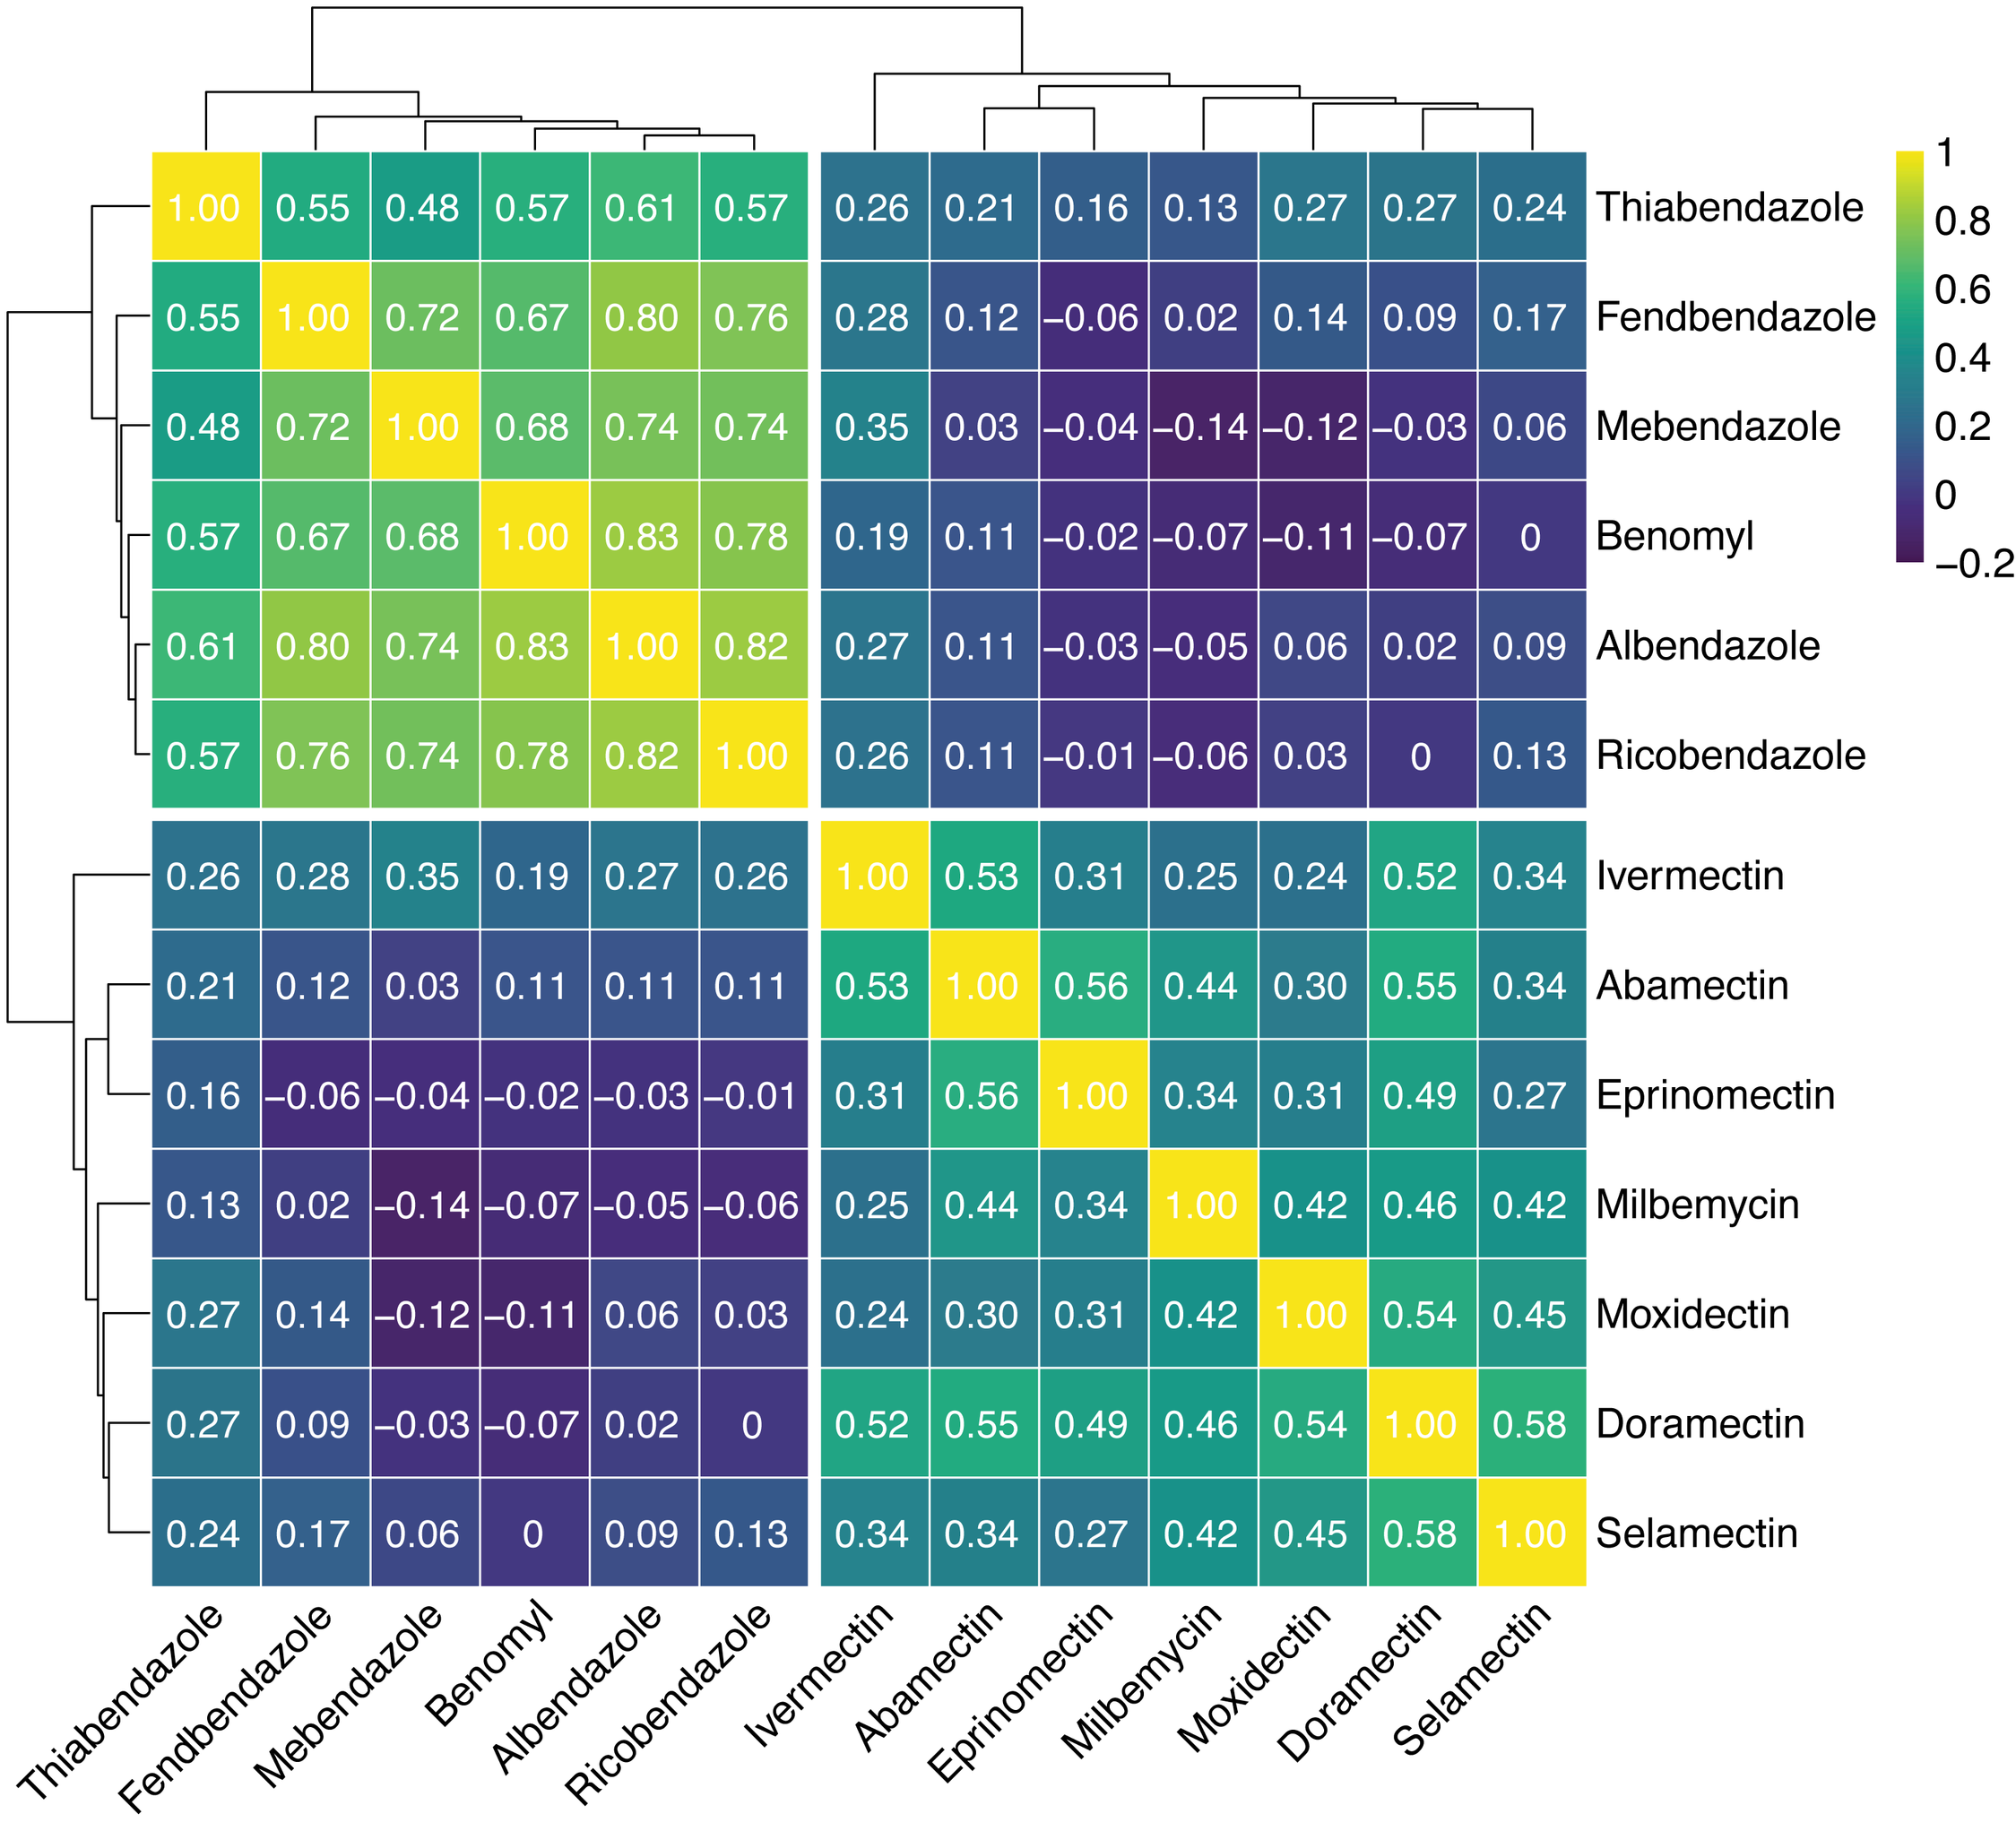 1.00 0.55 0.48 0.57 0.61 0.57 0.26 0.21 0.16 0.13 0.27 0.27 0.24 Thiabendazole
0.55 1.00 0.72 0.67 0.80 0.76 0.28 0.12 −0.06 0.02 0.14 0.09 0.17 Fendbendazole
0.48 0.72 1.00 0.68 0.74 0.74 0.35 0.03 −0.04 −0.14 −0.12 −0.03 0.06 Mebendazole
0.57 0.67 0.68 1.00 0.83 0.78 0.19 0.11 −0.02 −0.07 −0.11 −0.07 0 Benomyl
0.61 0.80 0.74 0.83 1.00 0.82 0.27 0.11 −0.03 −0.05 0.06 0.02 0.09 Albendazole
0.57 0.76 0.74 0.78 0.82 1.00 0.26 0.11 −0.01 −0.06 0.03 0 0.13 Ricobendazole
0.26 0.28 0.35 0.19 0.27 0.26 1.00 0.53 0.31 0.25 0.24 0.52 0.34 Ivermectin
0.21 0.12 0.03 0.11 0.11 0.11 0.53 1.00 0.56 0.44 0.30 0.55 0.34 Abamectin
0.16 −0.06 −0.04 −0.02 −0.03 −0.01 0.31 0.56 1.00 0.34 0.31 0.49 0.27 Eprinomectin
0.13 0.02 −0.14 −0.07 −0.05 −0.06 0.25 0.44 0.34 1.00 0.42 0.46 0.42 Milbemycin
0.27 0.14 −0.12 −0.11 0.06 0.03 0.24 0.30 0.31 0.42 1.00 0.54 0.45 Moxidectin
0.27 0.09 −0.03 −0.07 0.02 0 0.52 0.55 0.49 0.46 0.54 1.00 0.58 Doramectin
0.24 0.17 0.06 0 0.09 0.13 0.34 0.34 0.27 0.42 0.45 0.58 1.00 Selamectin
Thiabendazole
Fendbendazole
Mebendazole
Benomyl
Albendazole
Ricobendazole
Ivermectin
Abamectin
Eprinomectin
Milbemycin
Moxidectin
Doramectin
Selamectin
1
0.8
0.6
0.4
0.2
0
−0.2